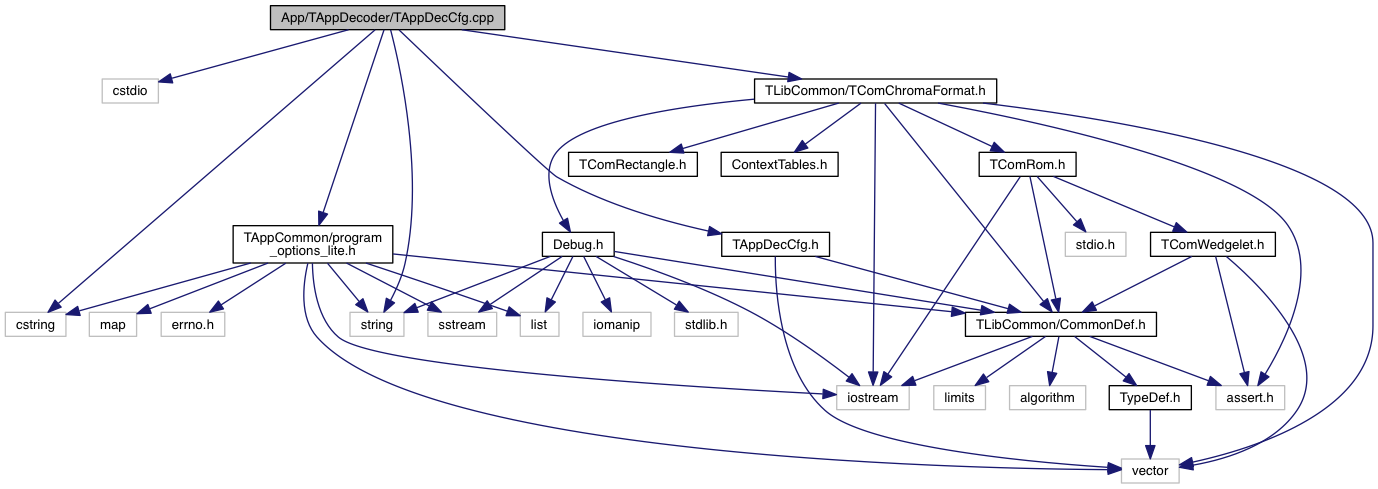 App/TAppDecoder/TAppDecCfg.cpp
cstdio
TLibCommon/TComChromaFormat.h
TComRectangle.h
ContextTables.h
TComRom.h
TAppCommon/program
_options_lite.h
Debug.h
TAppDecCfg.h
stdio.h
TComWedgelet.h
cstring
map
errno.h
string
sstream
list
iomanip
stdlib.h
TLibCommon/CommonDef.h
iostream
limits
algorithm
TypeDef.h
assert.h
vector